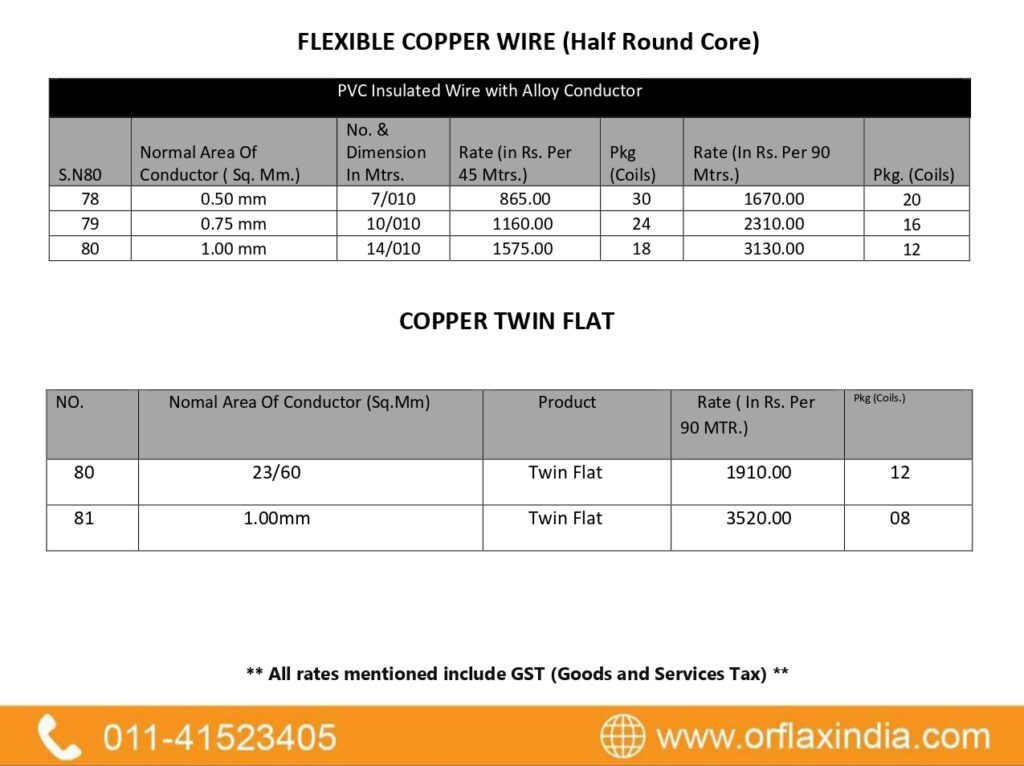 FLEXIBLE COPPER WIRE (Half Round Core)
PVC Insulated Wire with Alloy Conductor
S.N80 Normal Area Of Conductor ( Sq. Mm.) No. & Dimension In Mtrs. Rate (in Rs. Per 45 Mtrs.) Pkg (Coils) Rate (In Rs. Per 90 Mtrs.) Pkg. (Coils)
78 0.50 mm 7/010 865.00 30 1670.00 20
79 0.75 mm 10/010 1160.00 24 2310.00 16
80 1.00 mm 14/010 1575.00 18 3130.00 12
COPPER TWIN FLAT
NO. Nomal Area Of Conductor (Sq.Mm) Product Rate ( In Rs. Per 90 MTR.) Pkg (Coils.)
80 23/60 Twin Flat 1910.00 12
81 1.00mm Twin Flat 3520.00 08
** All rates mentioned include GST (Goods and Services Tax) **
011-41523405 www.orflaxindia.com